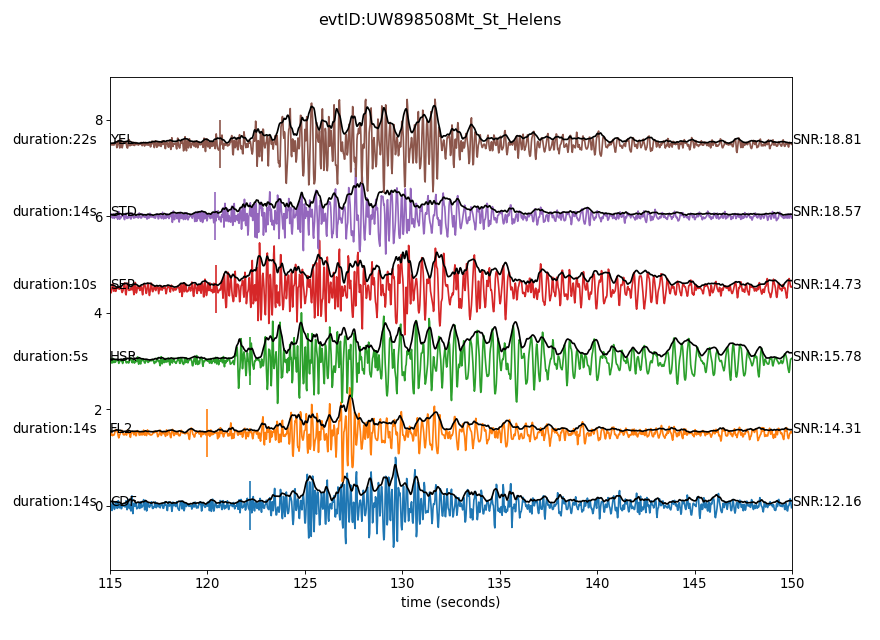 evtID:UW898508Mt_St_Helens
8
duration:22s YEL SNR:18.81
duration:14s STD SNR:18.57
6
duration:10s SEP SNR:14.73
4
duration:5s HSR SNR:15.78
2
duration:14s FL2 SNR:14.31
duration:14s CDF SNR:12.16
0
115 120 125 130 135 140 145 150
time (seconds)